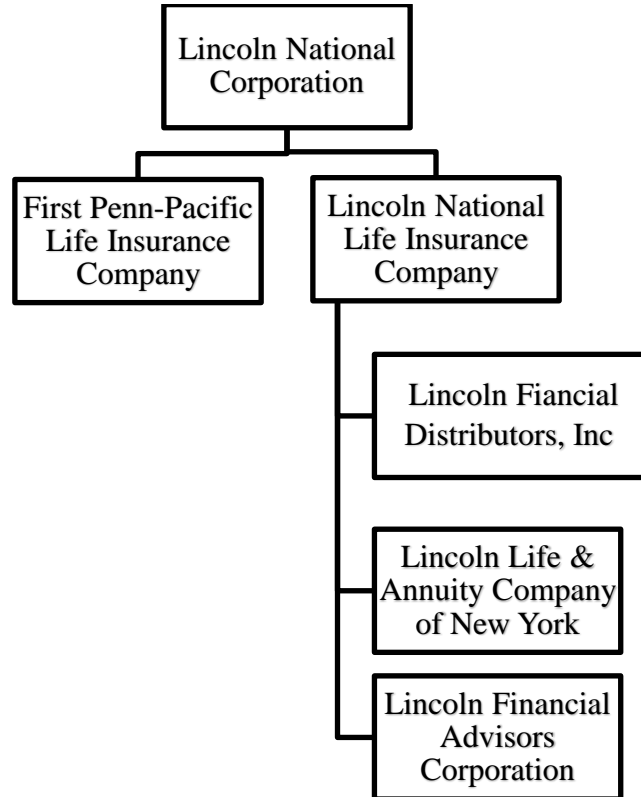 Lincoln National
Corporation
First Penn-Pacific
Life Insurance
Company
Lincoln National
Life Insurance
Company
Lincoln Fiancial
Distributors, Inc
Lincoln Life &
Annuity Company
of New York
Lincoln Financial
Advisors
Corporation